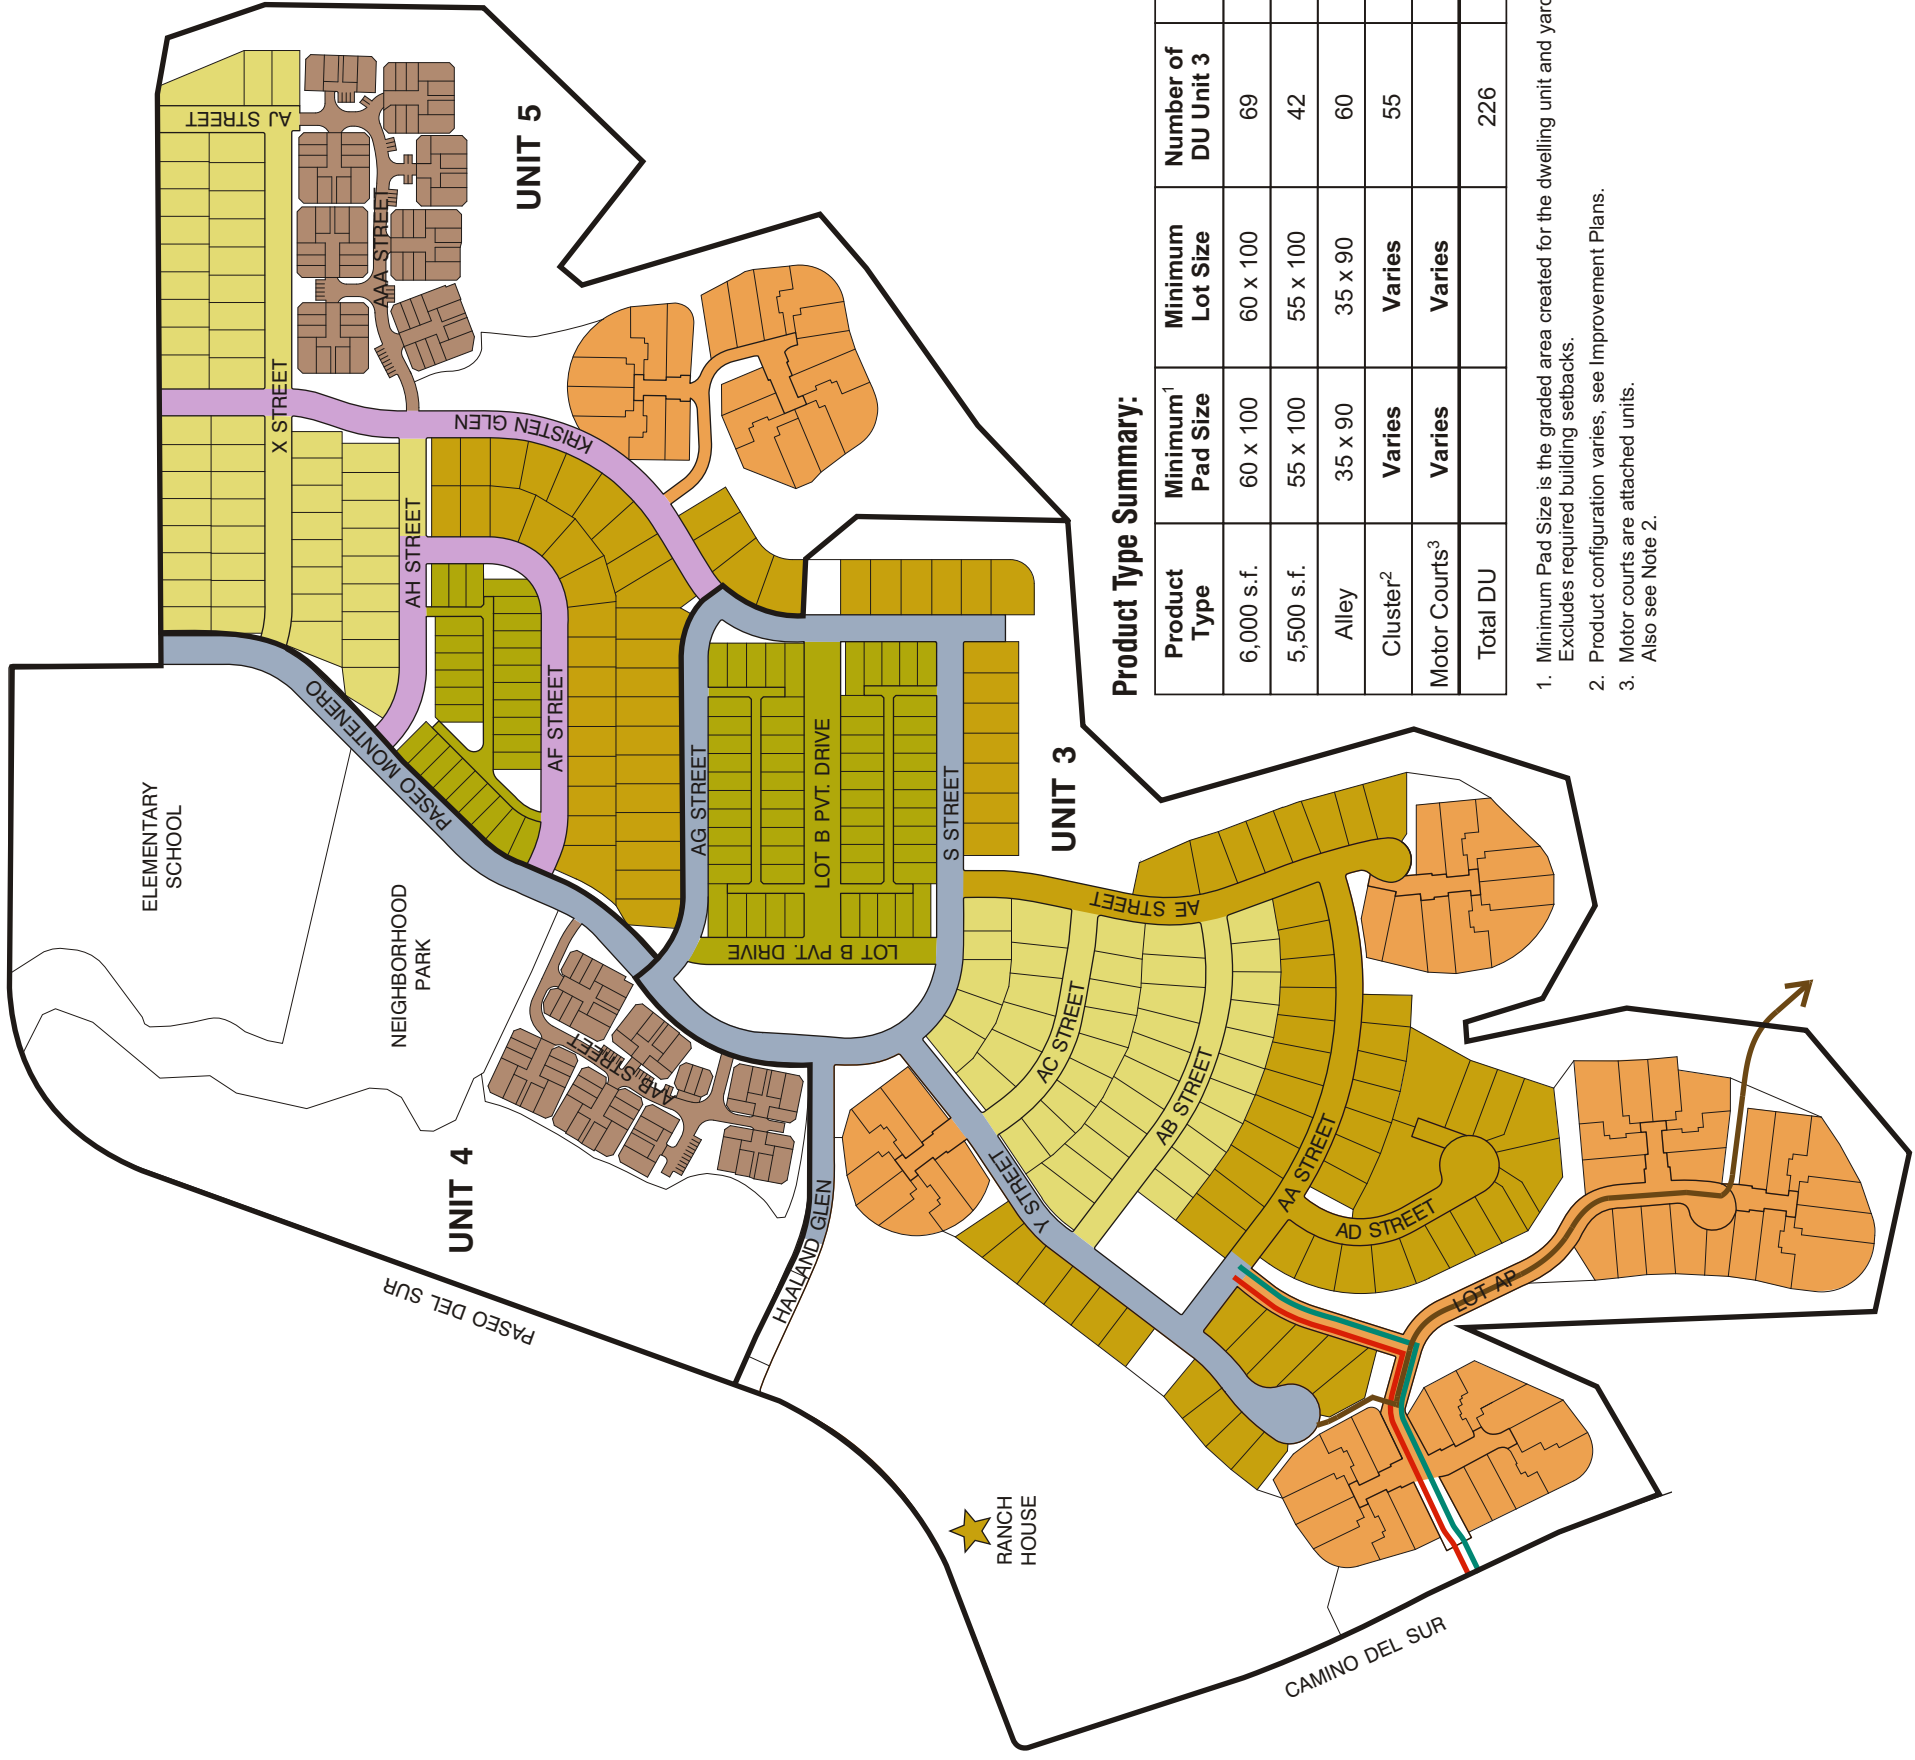 AJ STREET
UNIT 5
AAA STREET
X STREET
KRISTEN GLEN
AH STREET
AF STREET
PASEO MONTENERO
ELEMENTARY
SCHOOL
NEIGHBORHOOD
PARK
AG STREET
LOT B PVT. DRIVE
S STREET
LOT B PVT. DRIVE
UNIT 3
AE STREET
AC STREET
AB STREET
AA STREET
AD STREET
Y STREET
AAB STREET
UNIT 4
HAALAND GLEN
PASEO DEL SUR
LOT AP
RANCH
HOUSE
CAMINO DEL SUR
Product Type Summary:
Product Type Minimum1 Pad Size Minimum Lot Size Number of DU Unit 3
6,000 s.f. 60 x 100 60 x 100 69
5,500 s.f. 55 x 100 55 x 100 42
Alley 35 x 90 35 x 90 60
Cluster2 Varies Varies 55
Motor Courts3 Varies Varies
Total DU 226
1. Minimum Pad Size is the graded area created for the dwelling unit and yard
Excludes required building setbacks.
2. Product configuration varies, see Improvement Plans.
3. Motor courts are attached units.
Also see Note 2.